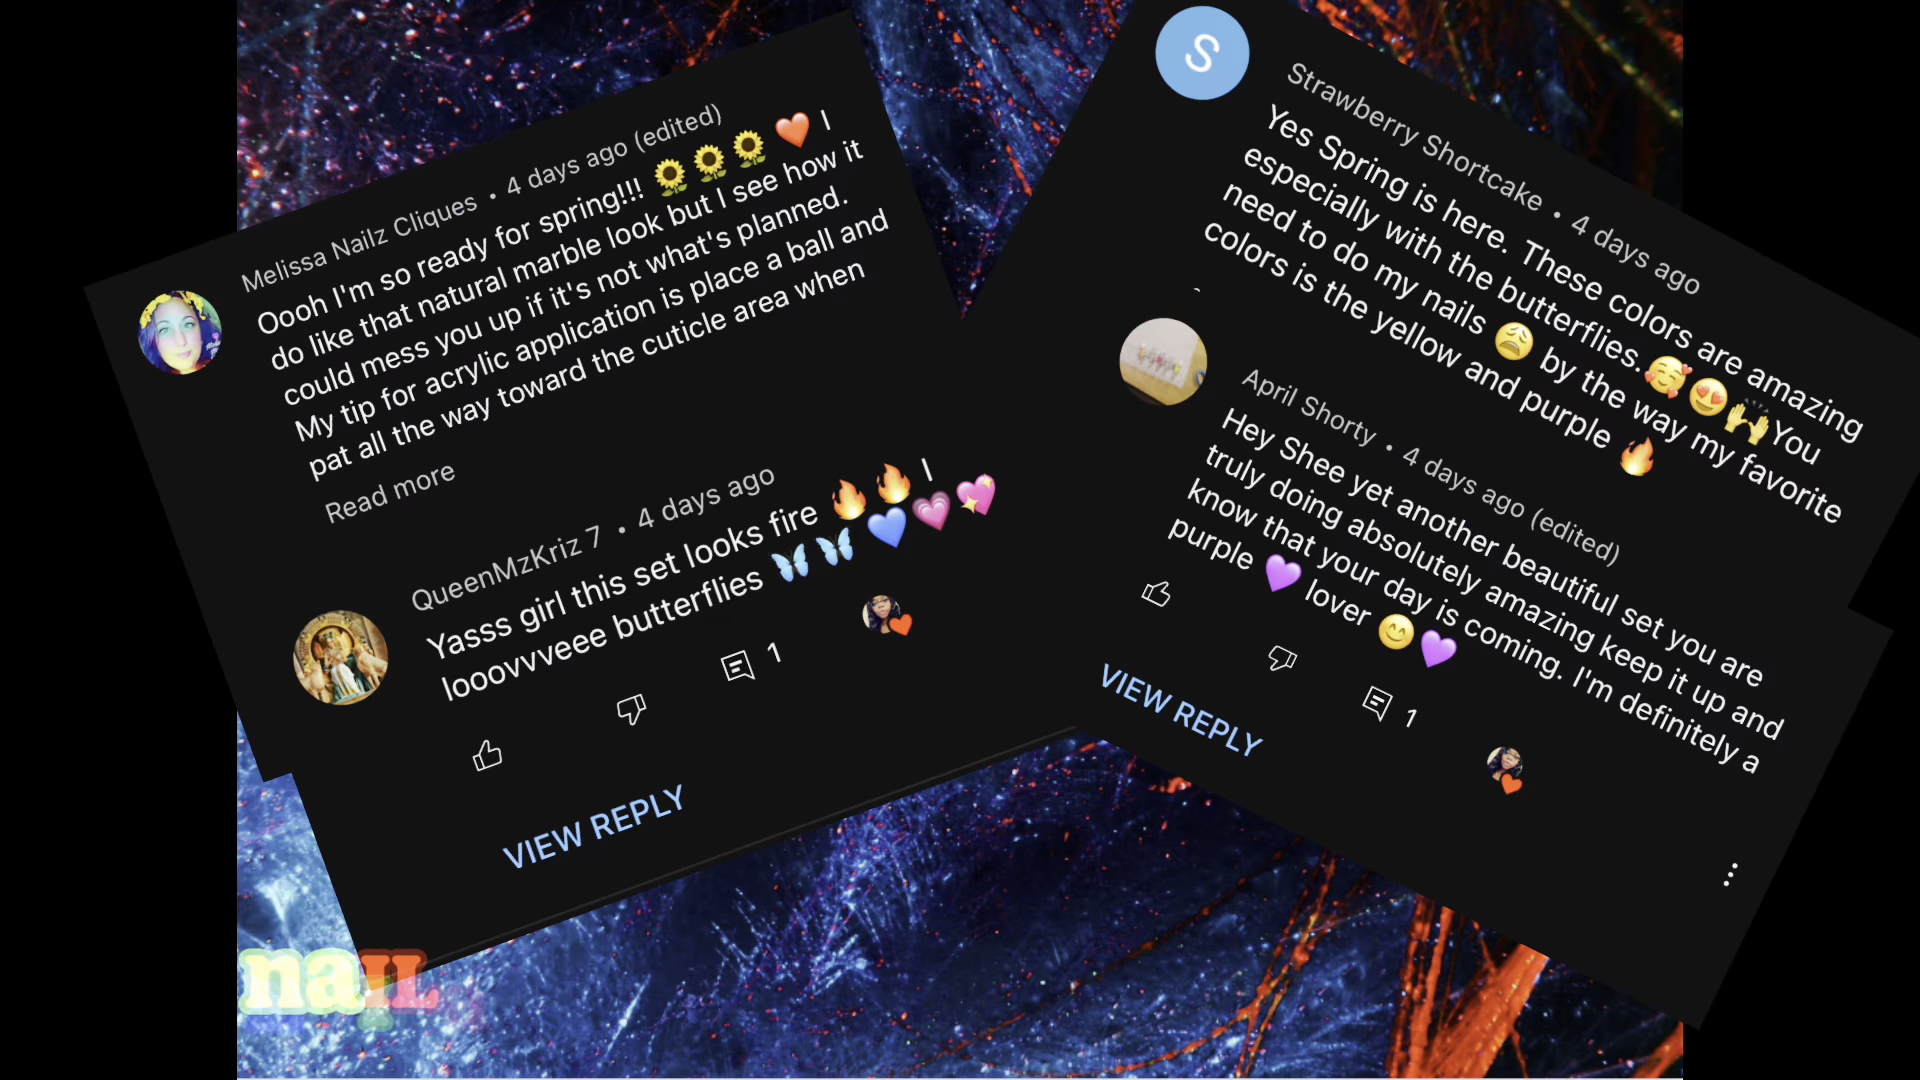 Melissa Nailz Cliques • 4 days ago (edited)
Oooh I'm so ready for spring!!! 🌻🌻🌻🧡 I
do like that natural marble look but I see how it
could mess you up if it's not what's planned.
My tip for acrylic application is place a ball and
pat all the way toward the cuticle area when
Read more
QueenMzKriz 7 • 4 days ago
Yasss girl this set looks fire 🔥🔥 I
looovvveee butterflies 🦋🦋💙💗💖
1
VIEW REPLY
S
Strawberry Shortcake • 4 days ago
Yes Spring is here. These colors are amazing
especially with the butterflies.🥰😍🙌You
need to do my nails 😩 by the way my favorite
colors is the yellow and purple 🔥
April Shorty • 4 days ago (edited)
Hey Shee yet another beautiful set you are
truly doing absolutely amazing keep it up and
know that your day is coming. I'm definitely a
purple 💜 lover 😊💜
1
VIEW REPLY
naIL